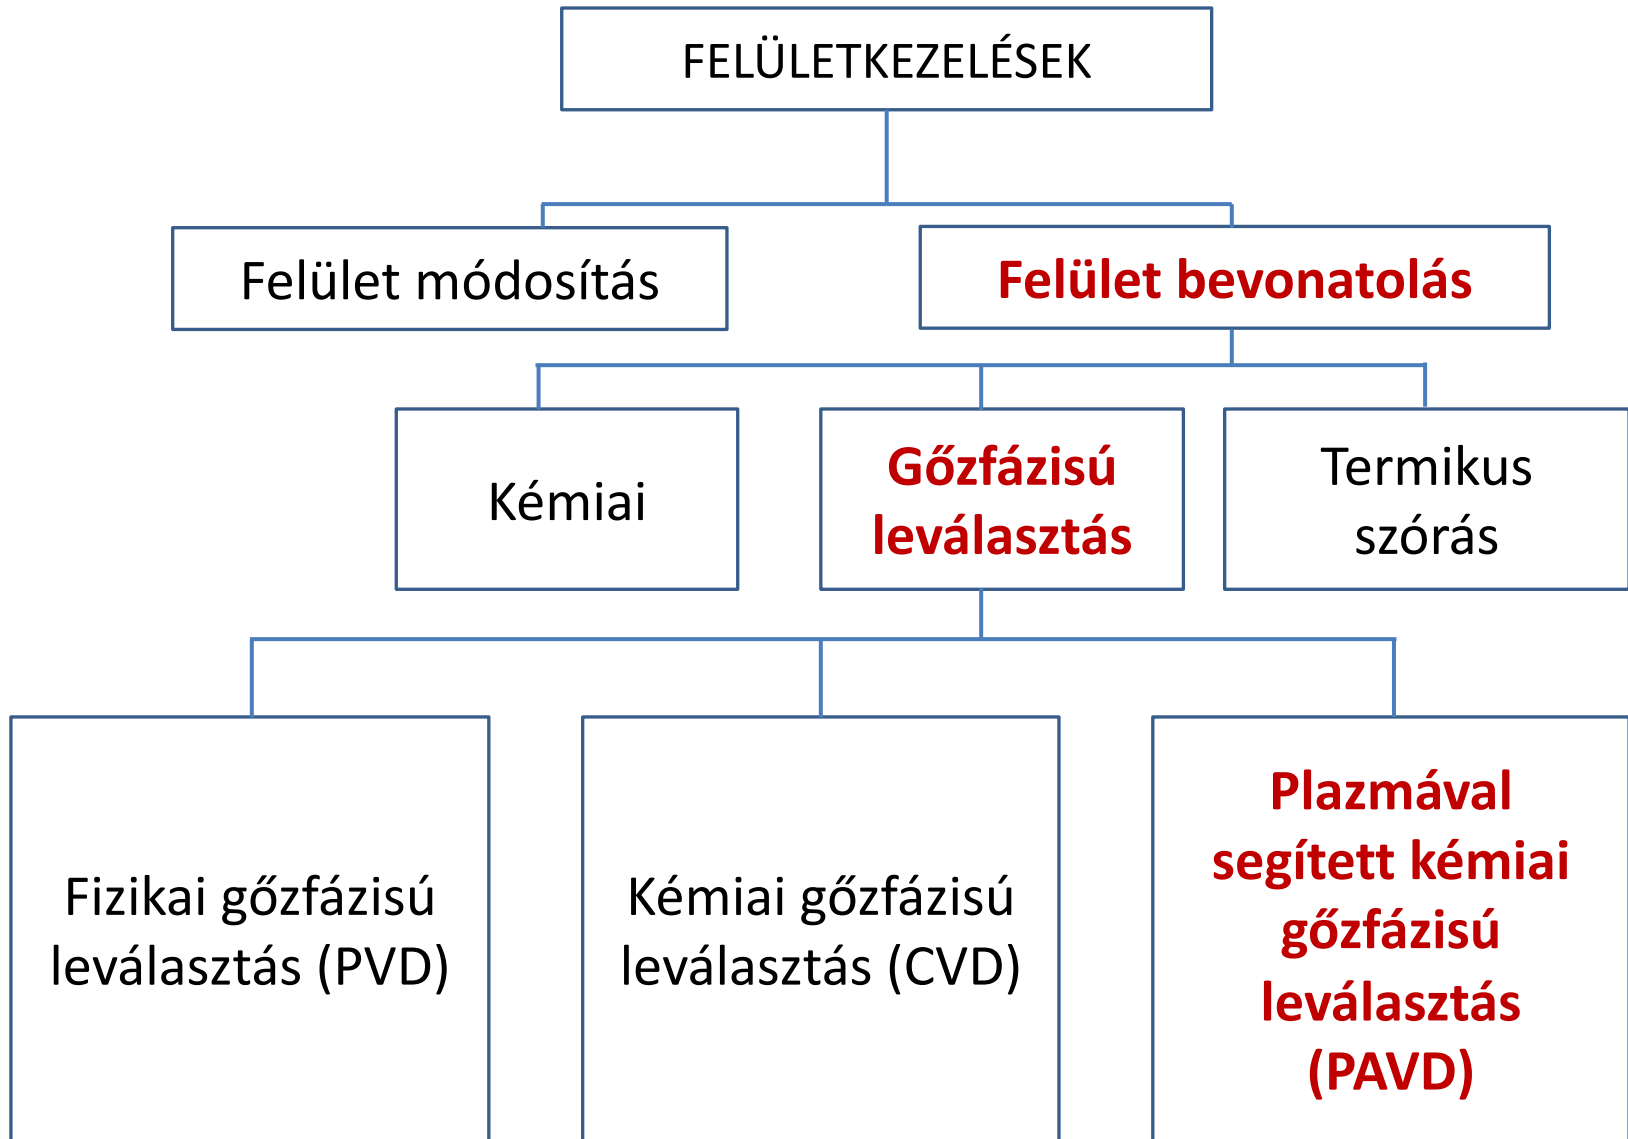 FELÜLETKEZELÉSEK
Felület módosítás
Felület bevonatolás
Kémiai
Gőzfázisú
leválasztás
Termikus
szórás
Fizikai gőzfázisú
leválasztás (PVD)
Kémiai gőzfázisú
leválasztás (CVD)
Plazmával
segített kémiai
gőzfázisú
leválasztás
(PAVD)